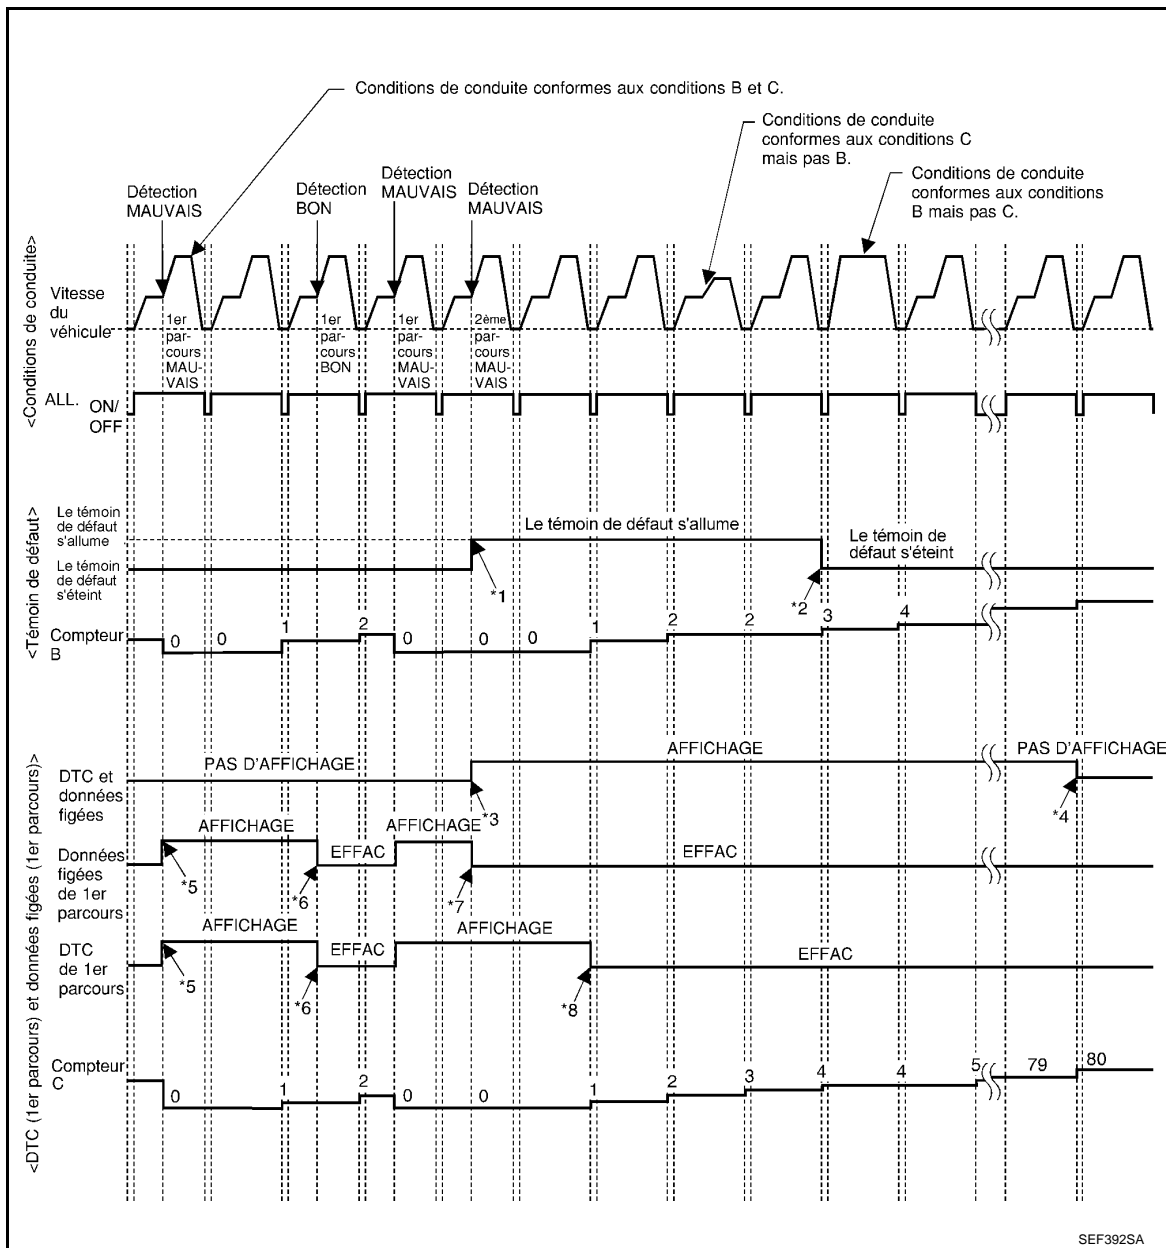 Conditions de conduite conformes aux conditions B et C.
Conditions de conduite
conformes aux conditions C
mais pas B.
Conditions de conduite
conformes aux conditions
B mais pas C.
Détection
MAUVAIS
Détection
BON
Détection
MAUVAIS
Détection
MAUVAIS
<Conditions de conduite>
Vitesse
du
véhicule
1er
par-
cours
MAU-
VAIS
1er
par-
cours
BON
1er
par-
cours
MAU-
VAIS
2ème
par-
cours
MAU-
VAIS
ALL.
ON/
OFF
<Témoin de défaut>
Le témoin
de défaut
s'allume
Le témoin de défaut s'allume
Le témoin de
défaut s'éteint
Le témoin
de défaut
s'éteint
*1
*2
Compteur
B
0 0 1 2 0 0 0 1 2 2 3 4
<DTC (1er parcours) et données figées (1er parcours)>
DTC et
données
figées
PAS D'AFFICHAGE
AFFICHAGE
PAS D'AFFICHAGE
*3
*4
Données
figées
de 1er
parcours
AFFICHAGE
EFFAC
AFFICHAGE
EFFAC
*5
*6
*7
DTC
de 1er
parcours
AFFICHAGE
EFFAC
AFFICHAGE
EFFAC
*5
*6
*8
Compteur
C
0 1 2 0 0 1 2 3 4 4 5 79 80
SEF392SA